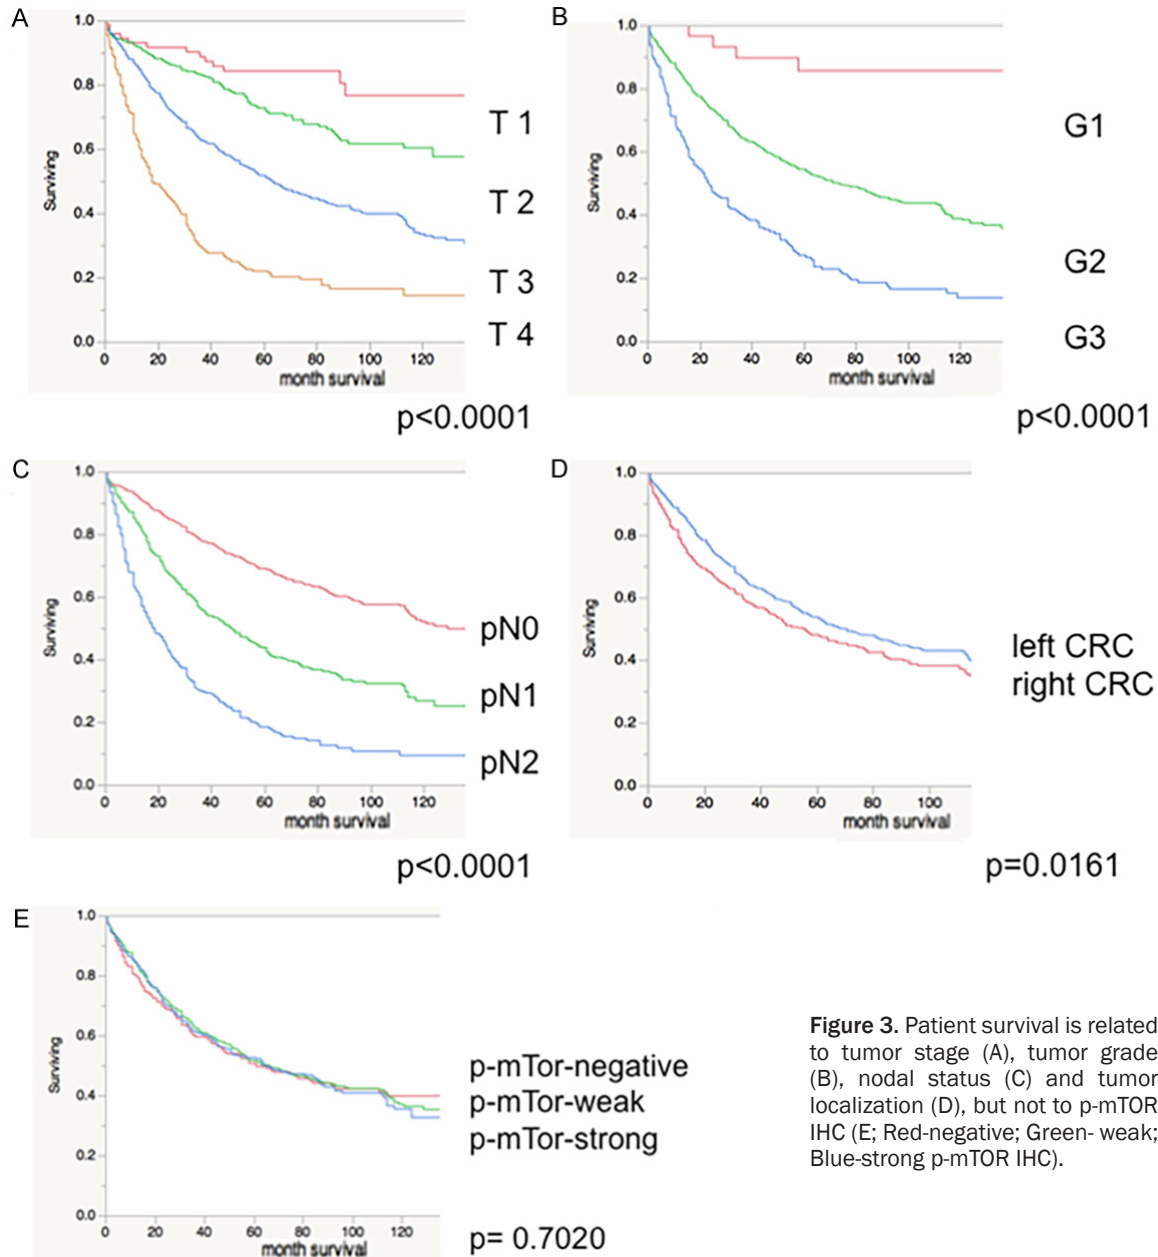 A
1.0
0.8
0.6
0.4
0.2
0.0
Surviving
0 20 40 60 80 100 120
month survival
T 1
T 2
T 3
T 4
p<0.0001
B
1.0
0.8
0.6
0.4
0.2
0.0
Surviving
0 20 40 60 80 100 120
month survival
G1
G2
G3
p<0.0001
C
1.0
0.8
0.6
0.4
0.2
0.0
Surviving
0 20 40 60 80 100 120
month survival
pN0
pN1
pN2
p<0.0001
D
1.0
0.8
0.6
0.4
0.2
0.0
Surviving
0 20 40 60 80 100
month survival
left CRC
right CRC
p=0.0161
E
1.0
0.8
0.6
0.4
0.2
0.0
Surviving
0 20 40 60 80 100 120
month survival
p-mTor-negative
p-mTor-weak
p-mTor-strong
p= 0.7020
Figure 3. Patient survival is related
to tumor stage (A), tumor grade
(B), nodal status (C) and tumor
localization (D), but not to p-mTOR
IHC (E; Red-negative; Green- weak;
Blue-strong p-mTOR IHC).